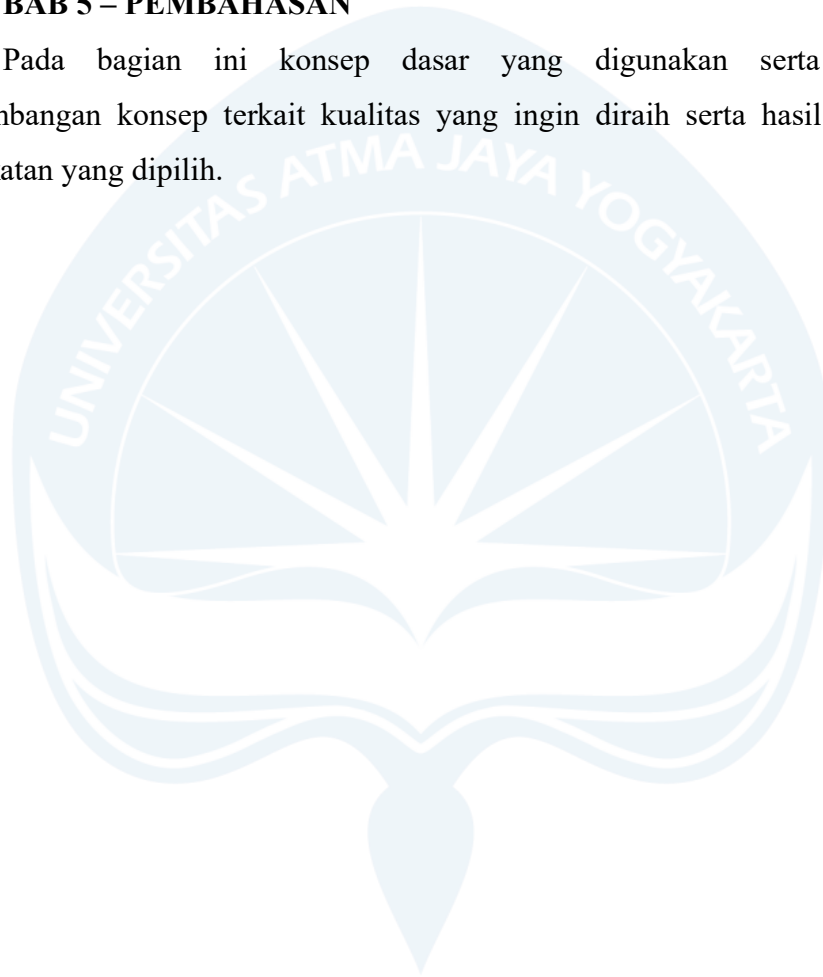 BAB 5 – PEMBAHASAN
Pada bagian ini konsep dasar yang digunakan serta
mbangan konsep terkait kualitas yang ingin diraih serta hasil
atan yang dipilih.
UNIVERSITAS ATMA JAYA YOGYAKARTA